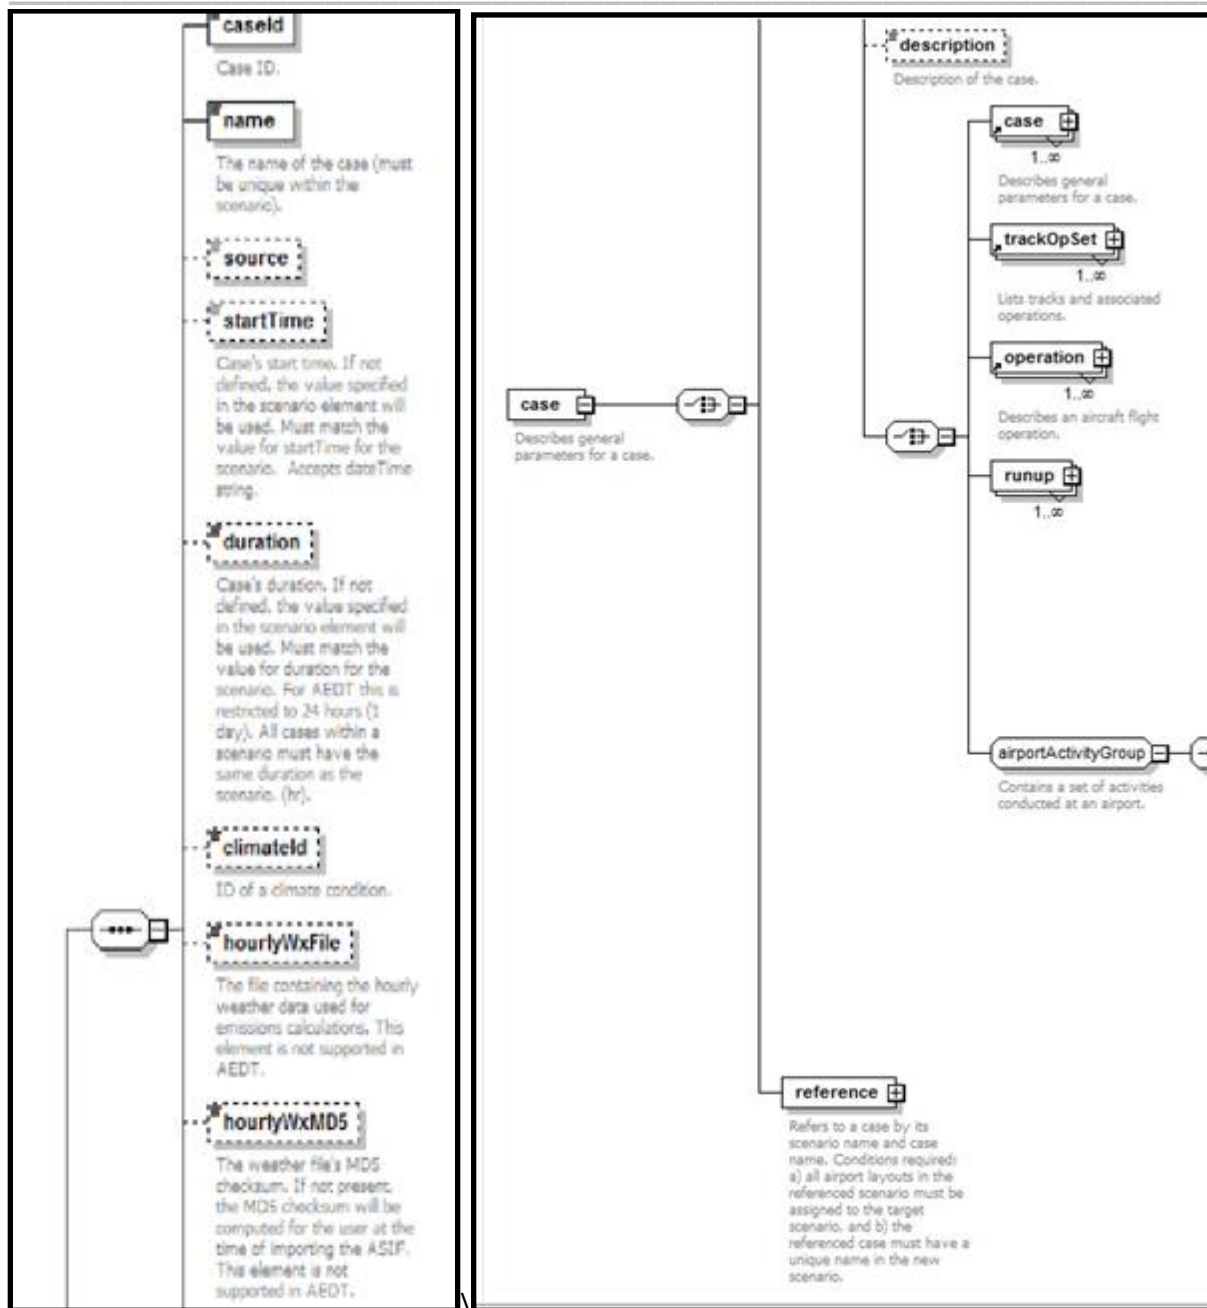 caseId
Case ID.
name
The name of the case (must
be unique within the
scenario).
source
startTime
Case's start time. If not
defined, the value specified
in the scenario element will
be used. Must match the
value for startTime for the
scenario. Accepts dateTime
string.
duration
Case's duration. If not
defined, the value specified
in the scenario element will
be used. Must match the
value for duration for the
scenario. For AEDT this is
restricted to 24 hours (1
day). All cases within a
scenario must have the
same duration as the
scenario. (hr).
climateId
ID of a climate condition.
hourlyWxFile
The file containing the hourly
weather data used for
emissions calculations. This
element is not supported in
AEDT.
hourlyWxMD5
The weather file's MD5
checksum. If not present,
the MD5 checksum will be
computed for the user at the
time of importing the ASIF.
This element is not
supported in AEDT.
\
description
Description of the case.
case
1..∞
Describes general
parameters for a case.
trackOpSet
1..∞
Lists tracks and associated
operations.
operation
1..∞
Describes an aircraft flight
operation.
case
Describes general
parameters for a case.
runup
1..∞
airportActivityGroup
Contains a set of activities
conducted at an airport.
reference
Refers to a case by its
scenario name and case
name. Conditions required:
a) all airport layouts in the
referenced scenario must be
assigned to the target
scenario, and b) the
referenced case must have a
unique name in the new
scenario.